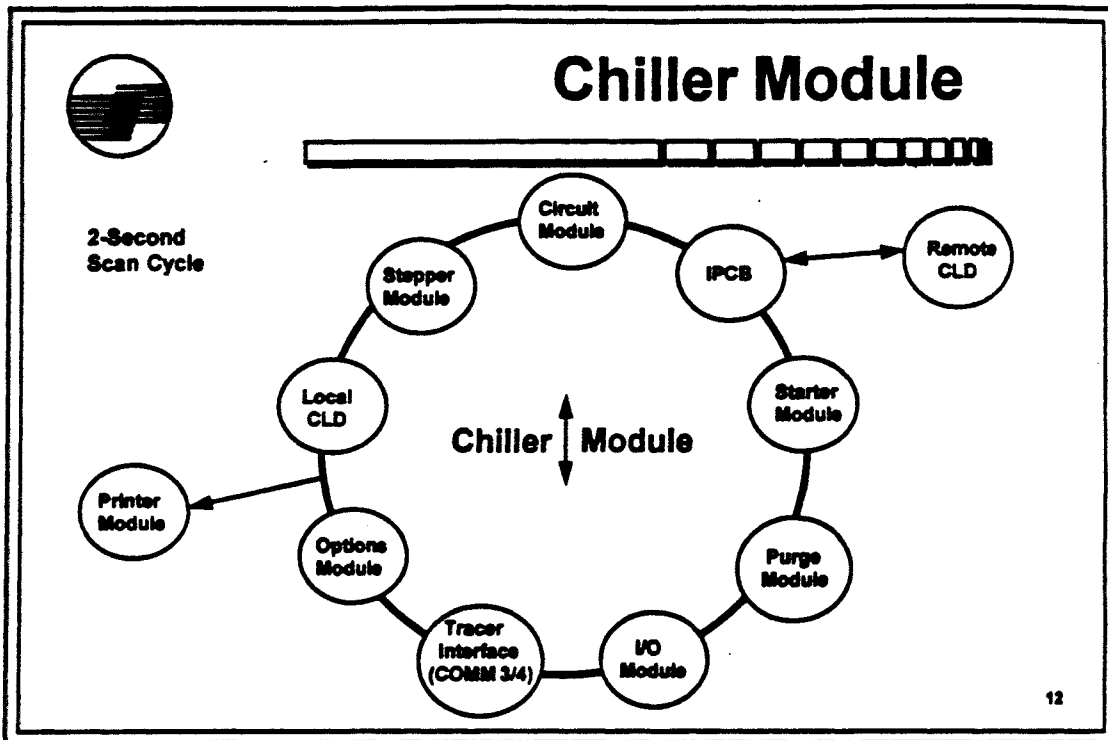 Chiller Module
2-Second
Scan Cycle
Circuit
Module
Stepper
Module
IPCB
Remote
CLD
Local
CLD
Starter
Module
Chiller Module
Printer
Module
Options
Module
Purge
Module
Tracer
Interface
(COMM 3/4)
I/O
Module
12